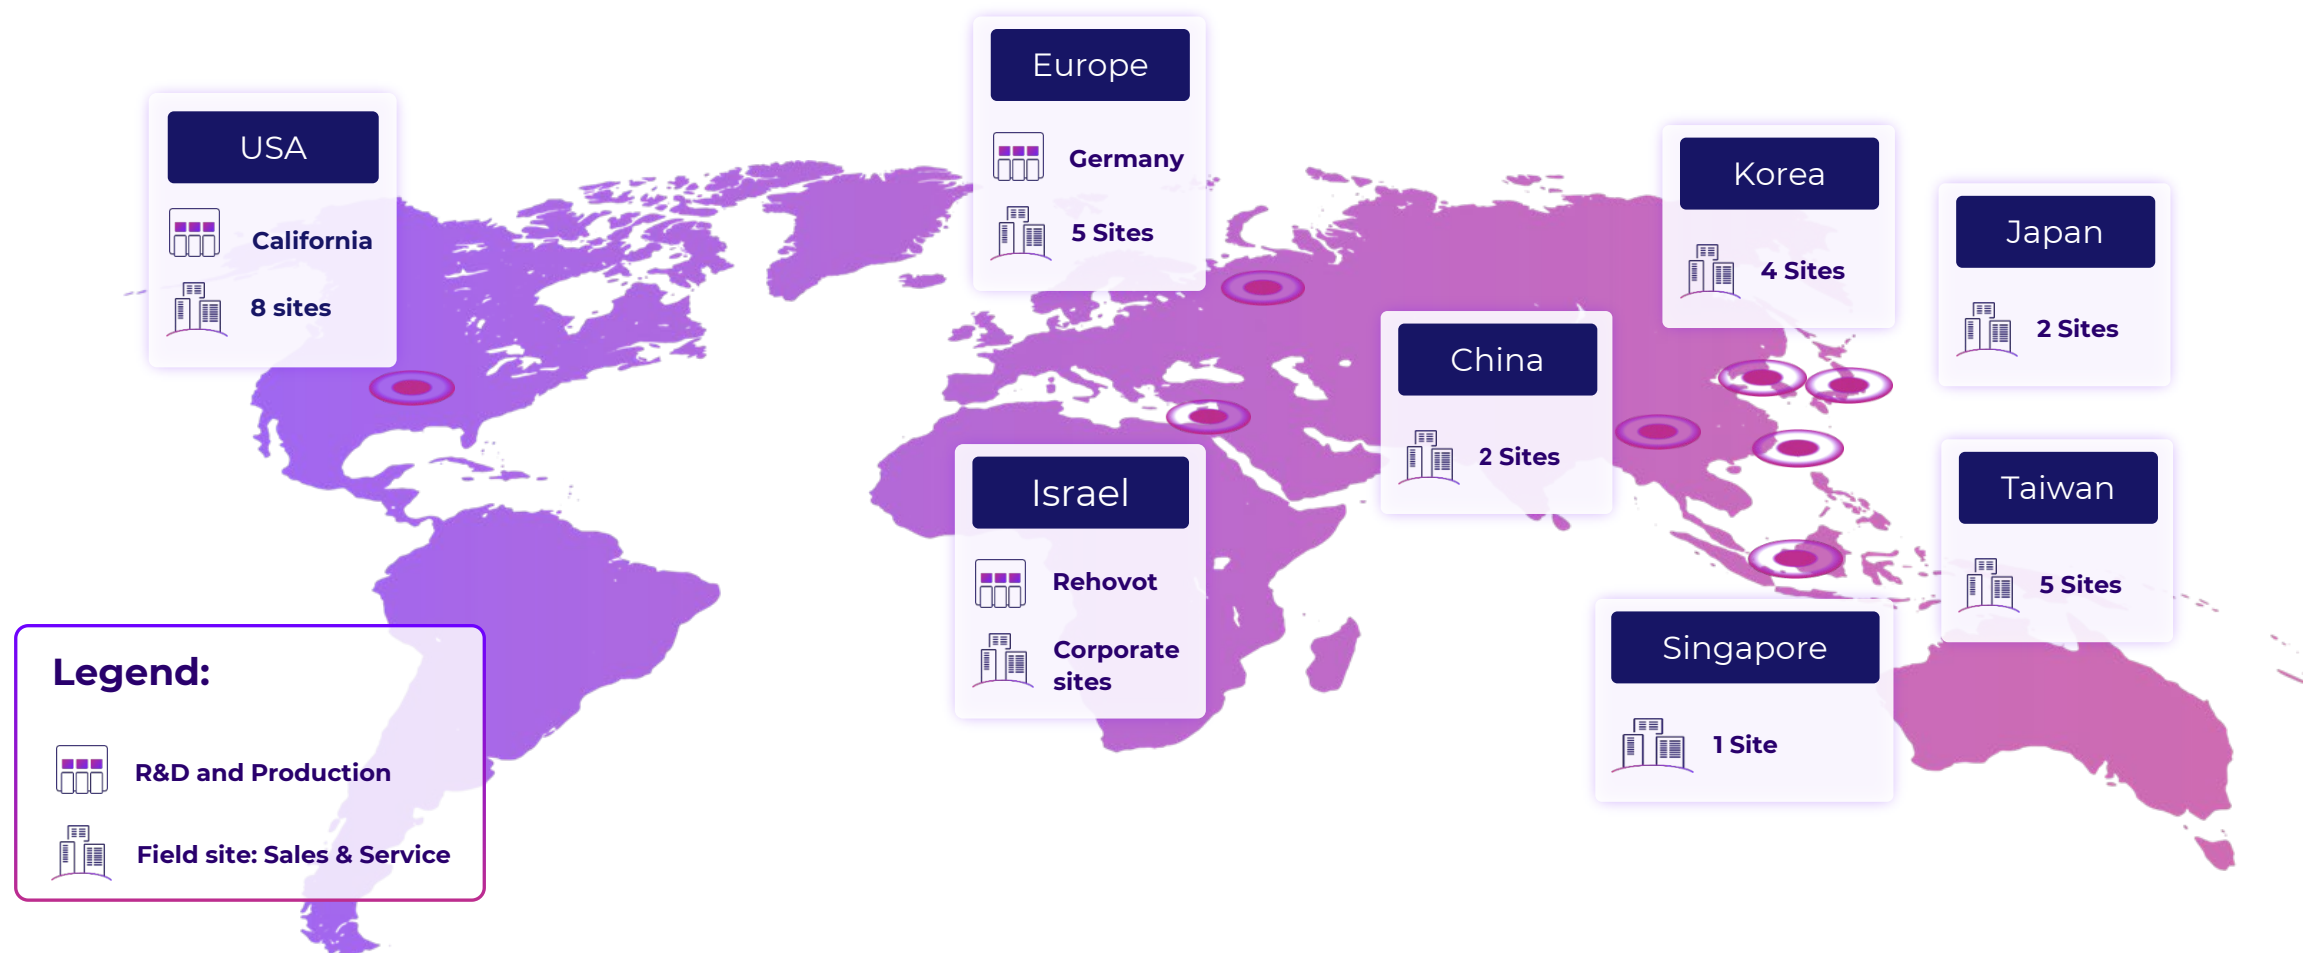 USA
California
8 sites
Europe
Germany
5 Sites
Israel
Rehovot
Corporate
sites
China
2 Sites
Korea
4 Sites
Japan
2 Sites
Taiwan
5 Sites
Singapore
1 Site
Legend:
R&D and Production
Field site: Sales & Service